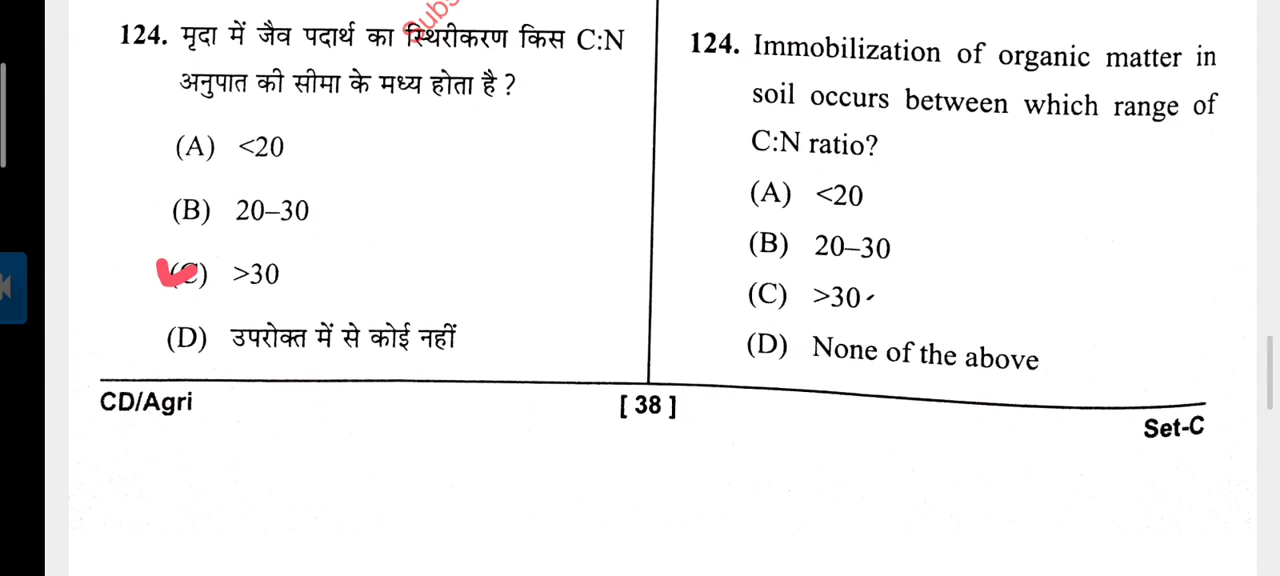 Subs
124. मृदा में जैव पदार्थ का स्थिरीकरण किस C:N
अनुपात की सीमा के मध्य होता है ?
(A) <20
(B) 20–30
(C) >30
(D) उपरोक्त में से कोई नहीं
124. Immobilization of organic matter in
soil occurs between which range of
C:N ratio?
(A) <20
(B) 20–30
(C) >30
(D) None of the above
CD/Agri
[ 38 ]
Set-C